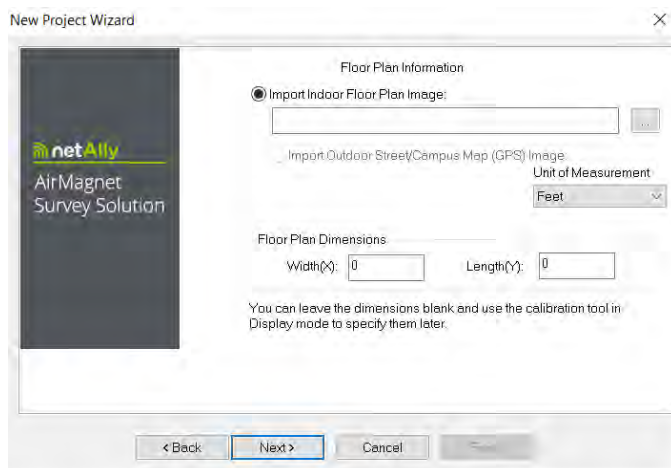 New Project Wizard
Floor Plan Information
Import Indoor Floor Plan Image:
...
Import Outdoor Street/Campus Map (GPS) Image
Unit of Measurement
Feet
netAlly
AirMagnet
Survey Solution
Floor Plan Dimensions
Width(X): 0 Length(Y): 0
You can leave the dimensions blank and use the calibration tool in
Display mode to specify them later.
< Back Next > Cancel